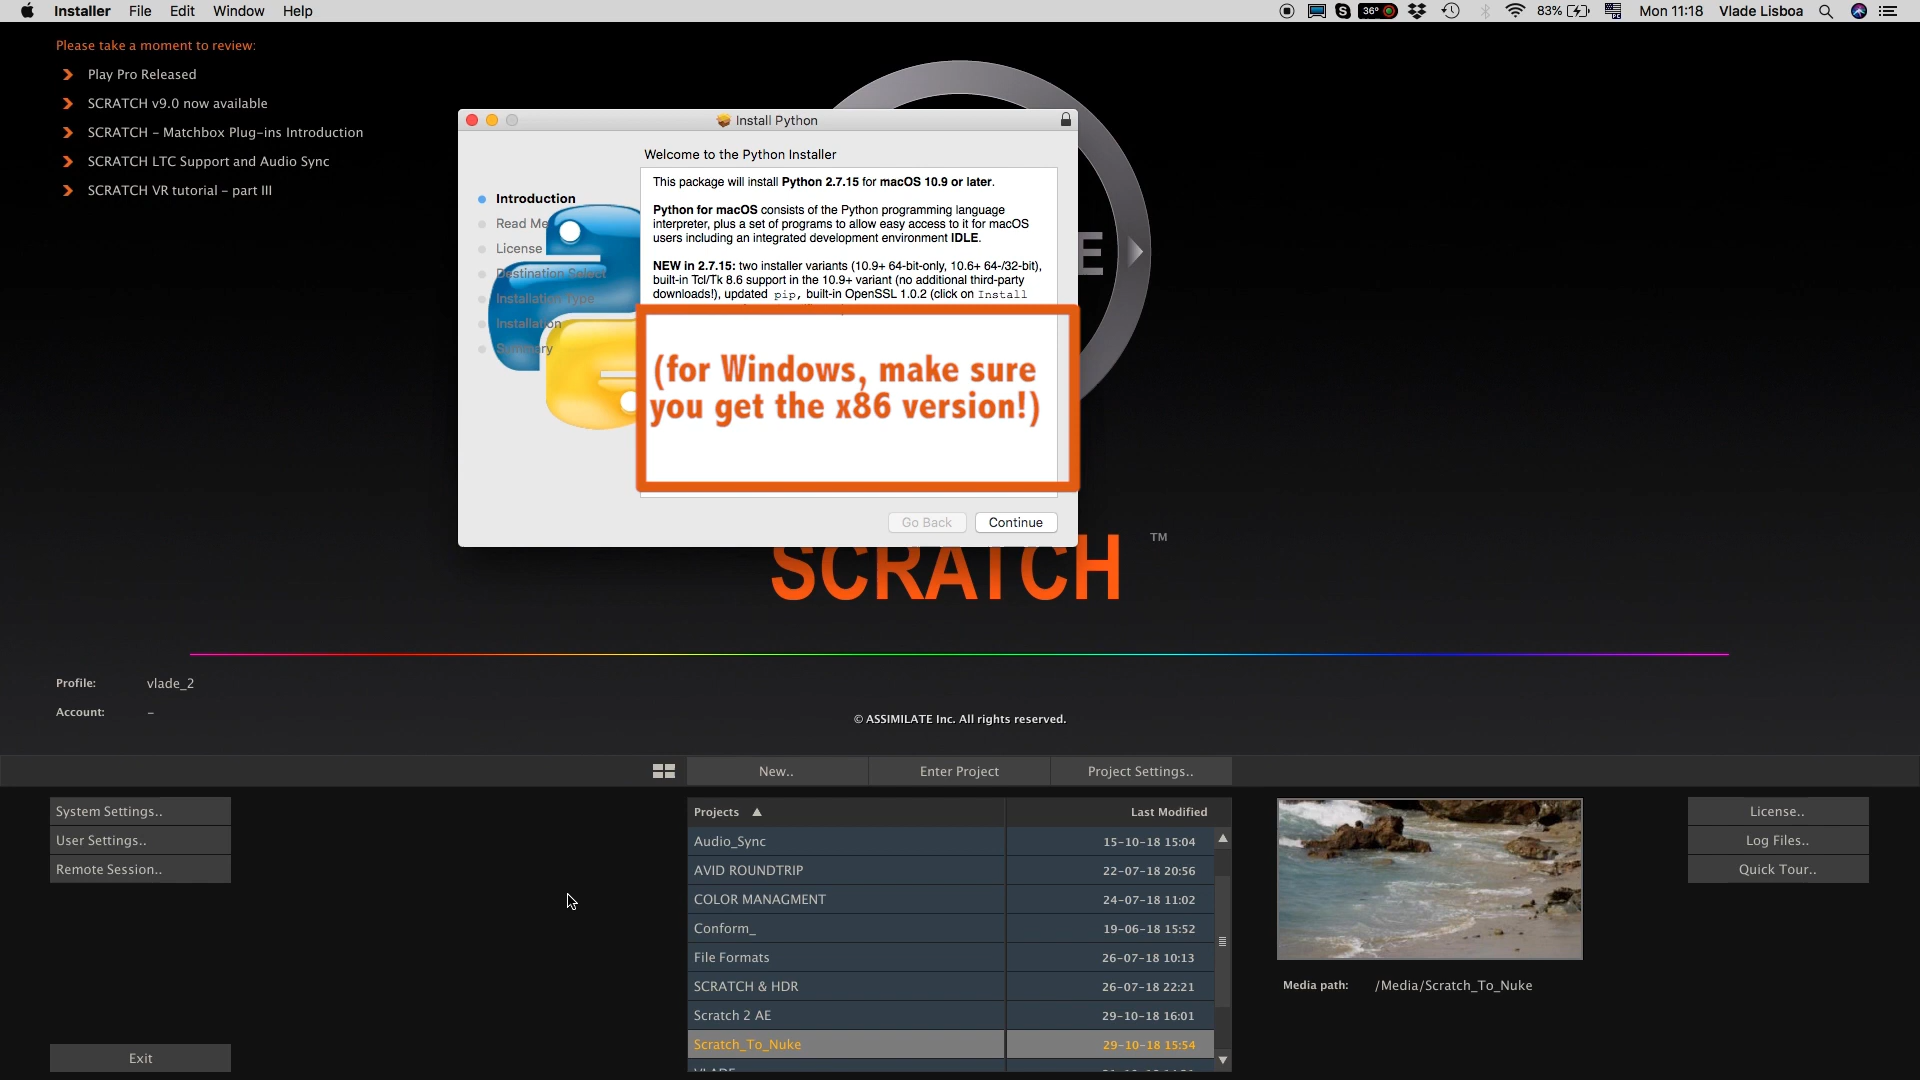 Installer File Edit Window Help
36° 83% Mon 11:18 Vlade Lisboa
Please take a moment to review:
Play Pro Released
SCRATCH v9.0 now available
SCRATCH - Matchbox Plug-ins Introduction
SCRATCH LTC Support and Audio Sync
SCRATCH VR tutorial - part III
Install Python
Welcome to the Python Installer
Introduction
Read Me
License
Destination Select
Installation Type
Installation
Summary
This package will install Python 2.7.15 for macOS 10.9 or later.
Python for macOS consists of the Python programming language
interpreter, plus a set of programs to allow easy access to it for macOS
users including an integrated development environment IDLE.
NEW in 2.7.15: two installer variants (10.9+ 64-bit-only, 10.6+ 64-/32-bit),
built-in Tcl/Tk 8.6 support in the 10.9+ variant (no additional third-party
downloads!), updated pip, built-in OpenSSL 1.0.2 (click on Install
(for Windows, make sure
you get the x86 version!)
Go Back Continue
E
SCRATCH TM
Profile: vlade_2
Account: –
© ASSIMILATE Inc. All rights reserved.
New.. Enter Project Project Settings..
System Settings..
User Settings..
Remote Session..
Exit
Projects Last Modified
Audio_Sync 15-10-18 15:04
AVID ROUNDTRIP 22-07-18 20:56
COLOR MANAGMENT 24-07-18 11:02
Conform_ 19-06-18 15:52
File Formats 26-07-18 10:13
SCRATCH & HDR 26-07-18 22:21
Scratch 2 AE 29-10-18 16:01
Scratch_To_Nuke 29-10-18 15:54
VLADE
Media path: /Media/Scratch_To_Nuke
License..
Log Files..
Quick Tour..